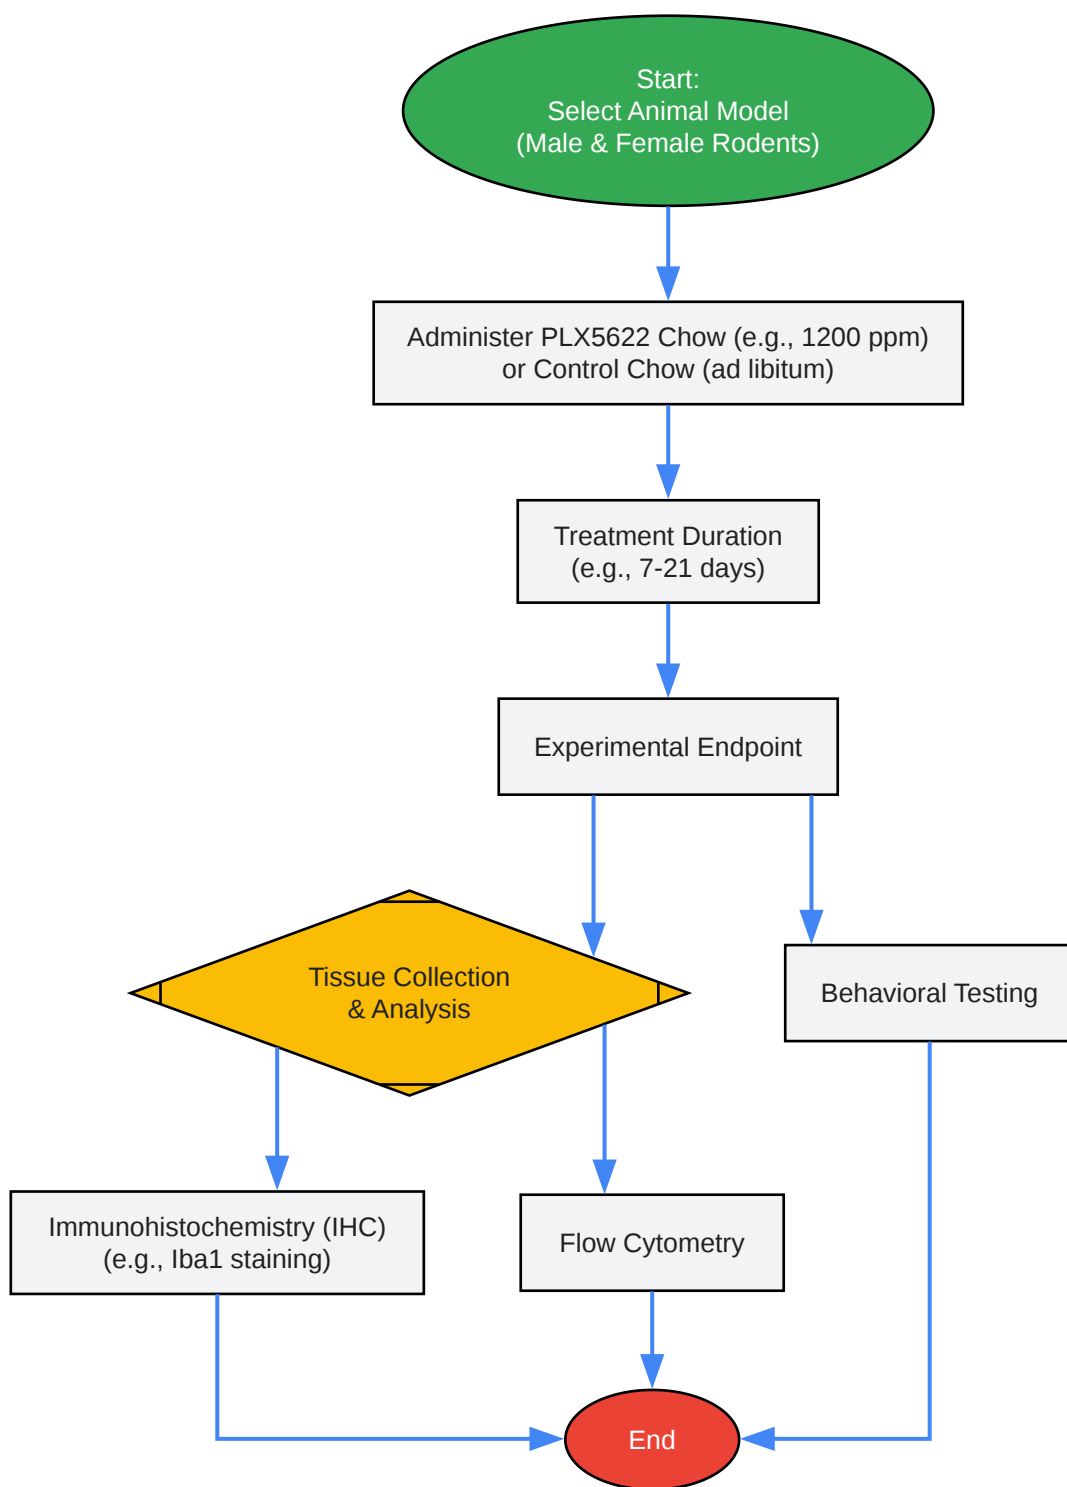 Start:
Select Animal Model
(Male & Female Rodents)
Administer PLX5622 Chow (e.g., 1200 ppm)
or Control Chow (ad libitum)
Treatment Duration
(e.g., 7-21 days)
Experimental Endpoint
Tissue Collection
& Analysis
Behavioral Testing
Immunohistochemistry (IHC)
(e.g., Iba1 staining)
Flow Cytometry
End